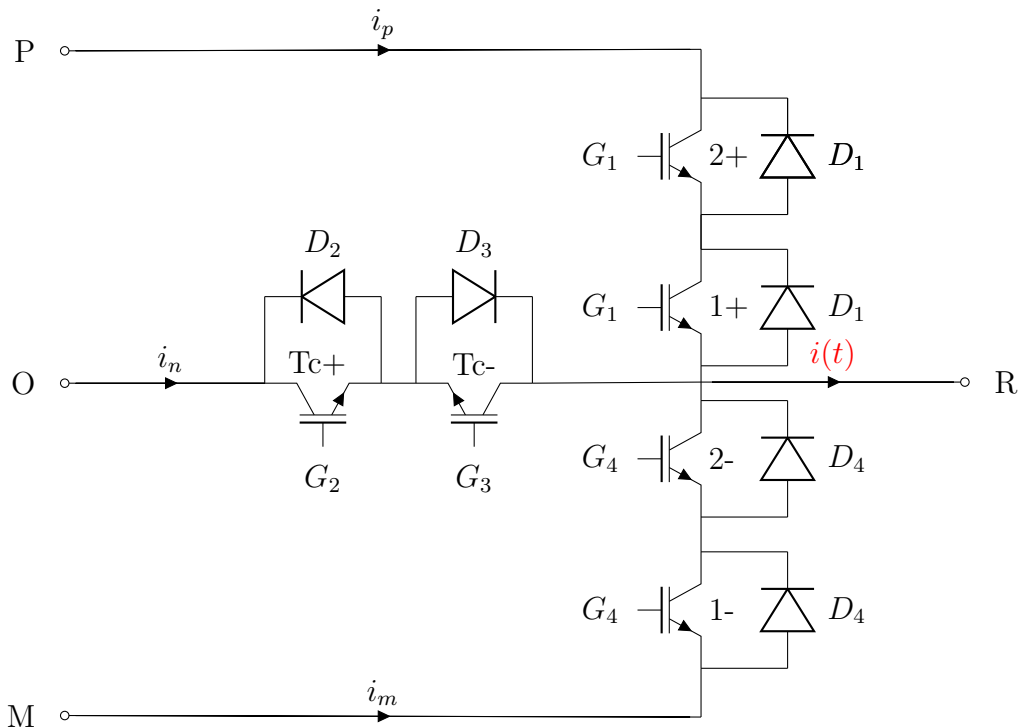 i_p
P
G_1 2+ D_1
D_2 D_3
G_1 1+ D_1
i_n Tc+ Tc- i(t)
O R
G_2 G_3 G_4 2- D_4
G_4 1- D_4
i_m
M